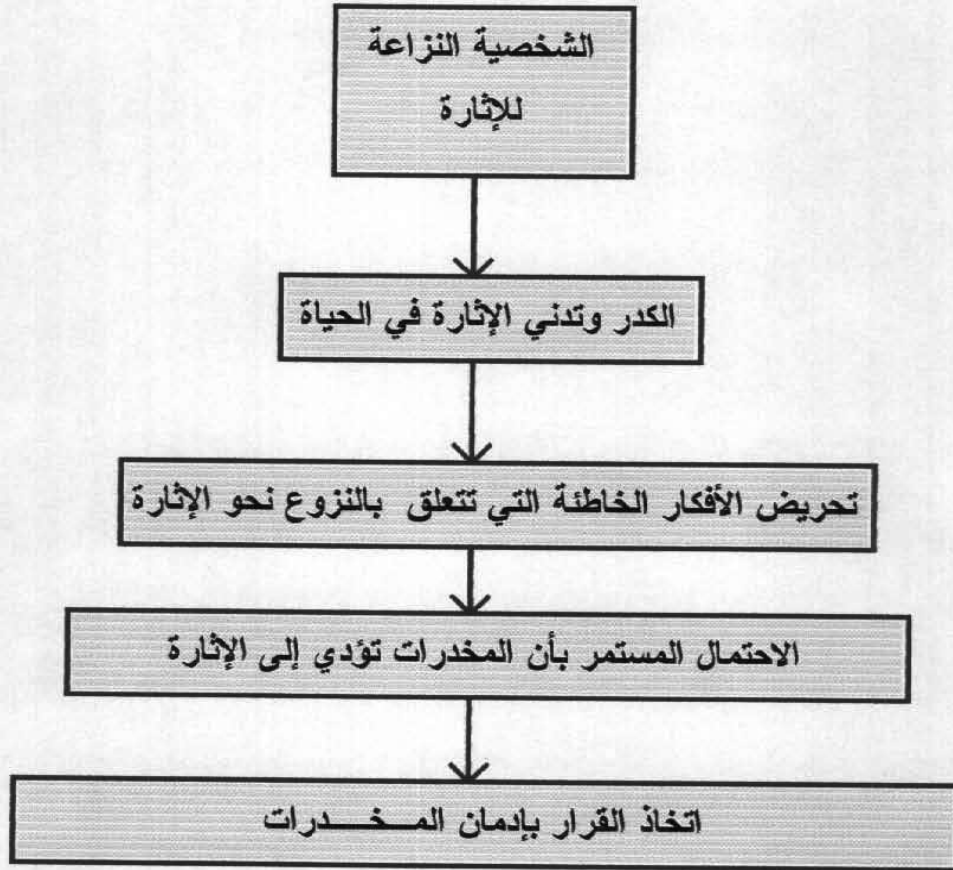 الشخصية النزاعة
للإثارة
الكدر وتدني الإثارة في الحياة
تحريض الأفكار الخاطئة التي تتعلق بالنزوع نحو الإثارة
الاحتمال المستمر بأن المخدرات تؤدي إلى الإثارة
اتخاذ القرار بإدمان المـــخـــدرات